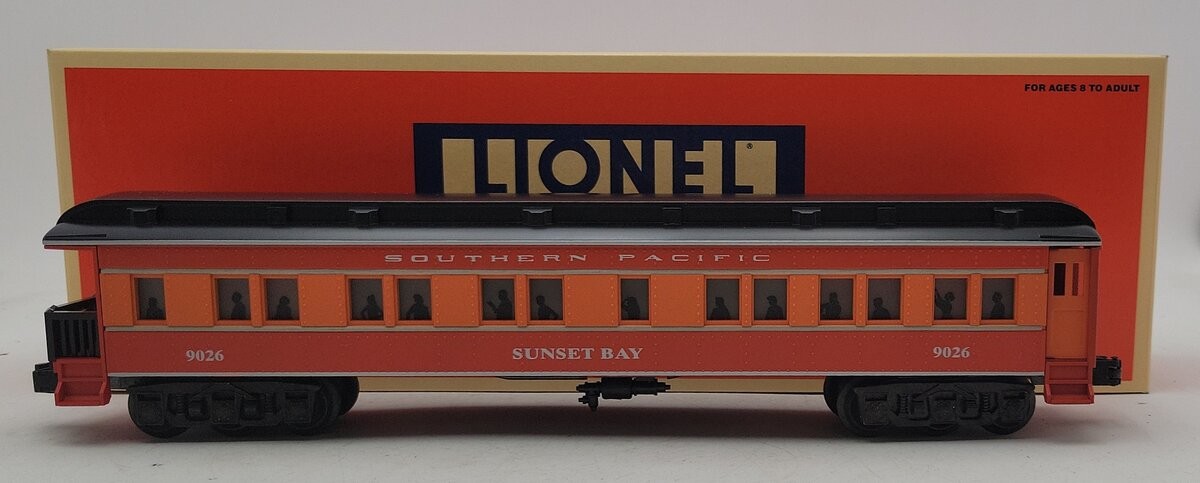 FOR AGES 8 TO ADULT
LIONEL®
SOUTHERN PACIFIC
9026 SUNSET BAY 9026